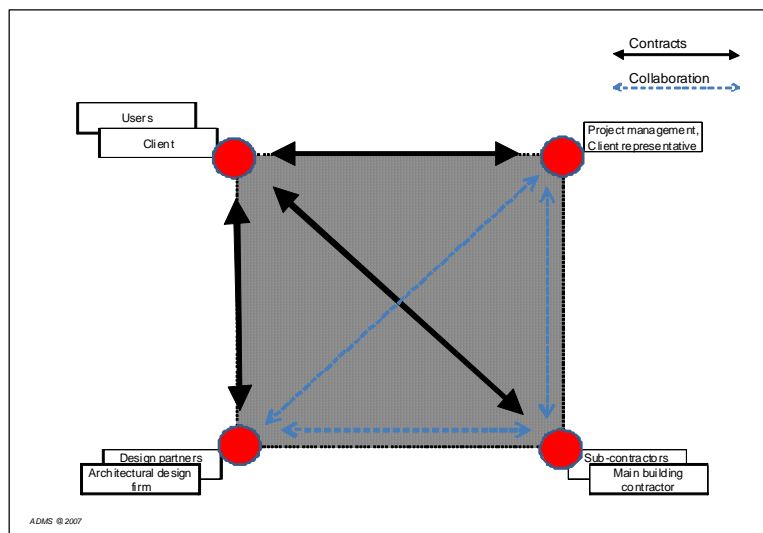 Contracts
Collaboration
Users
Client
Project management,
Client representative
Design partners
Architectural design
firm
Sub-contractors
Main building
contractor
ADMS @ 2007